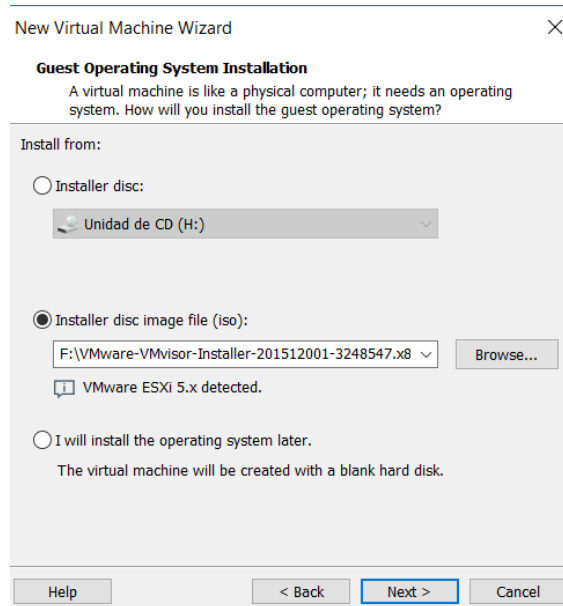 New Virtual Machine Wizard
Guest Operating System Installation
A virtual machine is like a physical computer; it needs an operating
system. How will you install the guest operating system?
Install from:
Installer disc:
Unidad de CD (H:)
Installer disc image file (iso):
F:\VMware-VMvisor-Installer-201512001-3248547.x8
Browse...
VMware ESXi 5.x detected.
I will install the operating system later.
The virtual machine will be created with a blank hard disk.
Help
< Back
Next >
Cancel